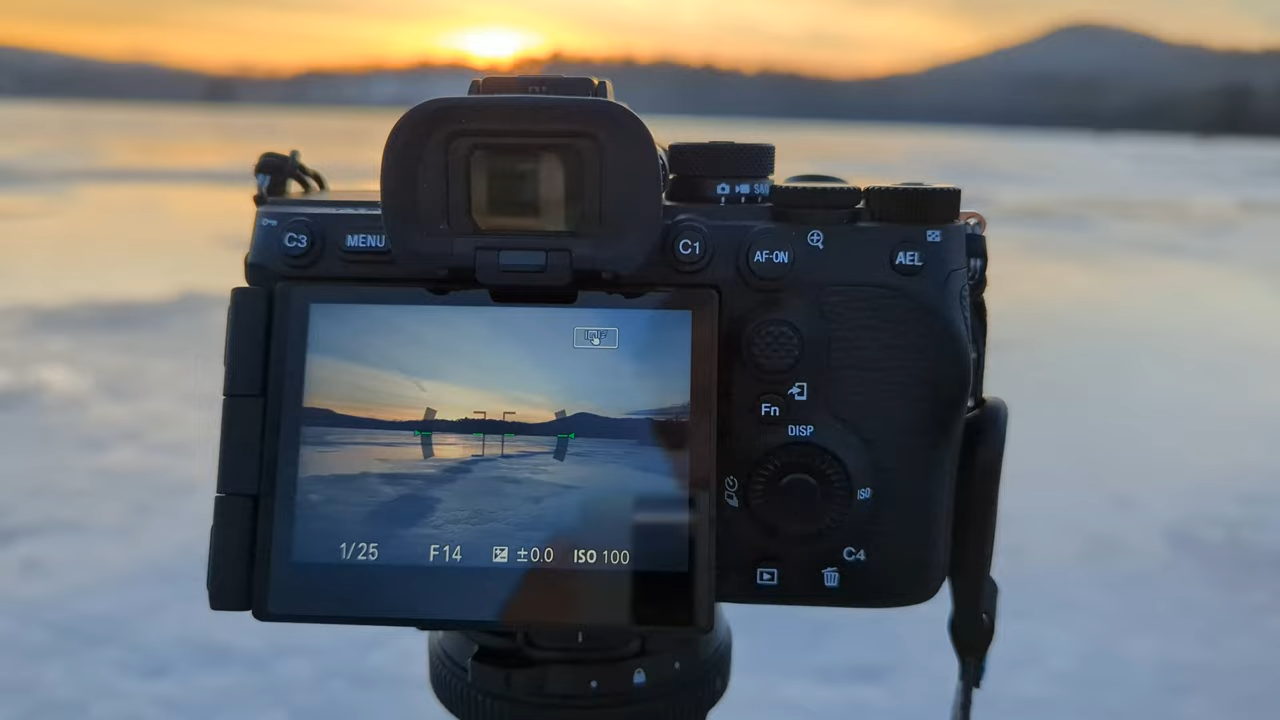 C3
MENU
C1
AF-ON
AEL
Fn
DISP
ISO
1/25 F14 ±0.0 ISO 100
C4